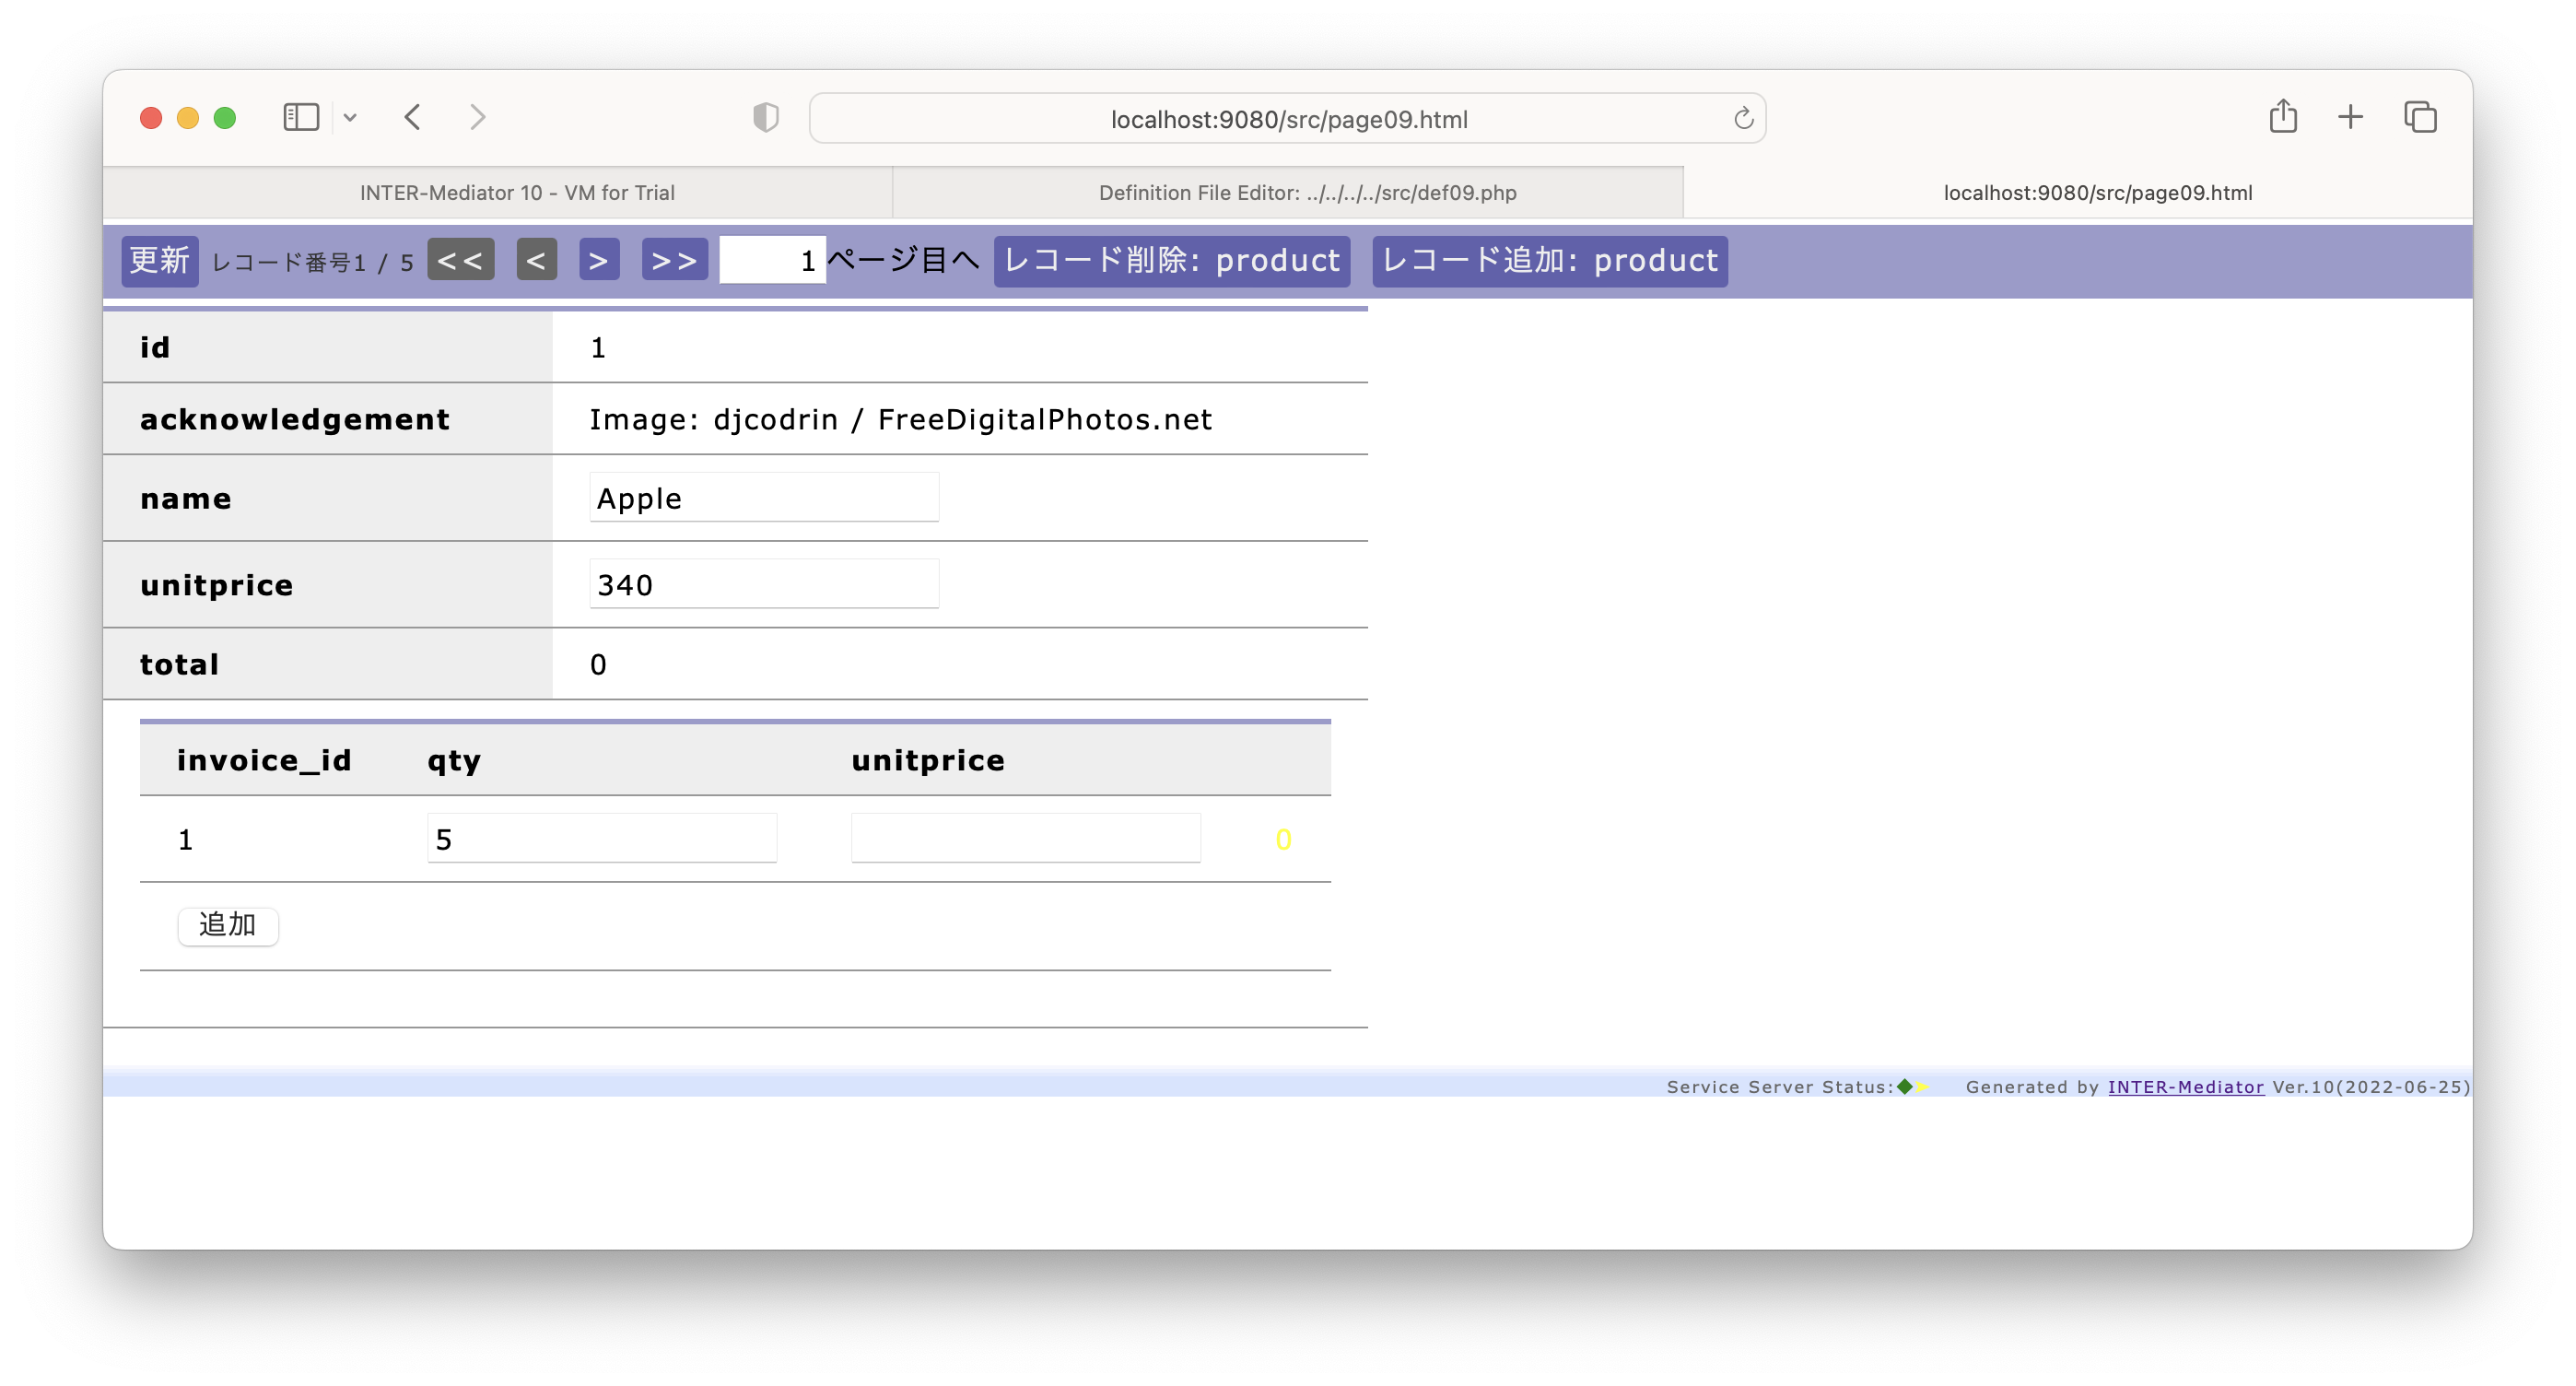 localhost:9080/src/page09.html
INTER-Mediator 10 - VM for Trial
Definition File Editor: ../../../../src/def09.php
localhost:9080/src/page09.html
更新 レコード番号1 / 5 << < > >> 1 ページ目へ レコード削除: product レコード追加: product
id 1
acknowledgement Image: djcodrin / FreeDigitalPhotos.net
name Apple
unitprice 340
total 0
invoice_id qty unitprice
1 5 0
追加
Service Server Status:◆➤ Generated by INTER-Mediator Ver.10(2022-06-25)